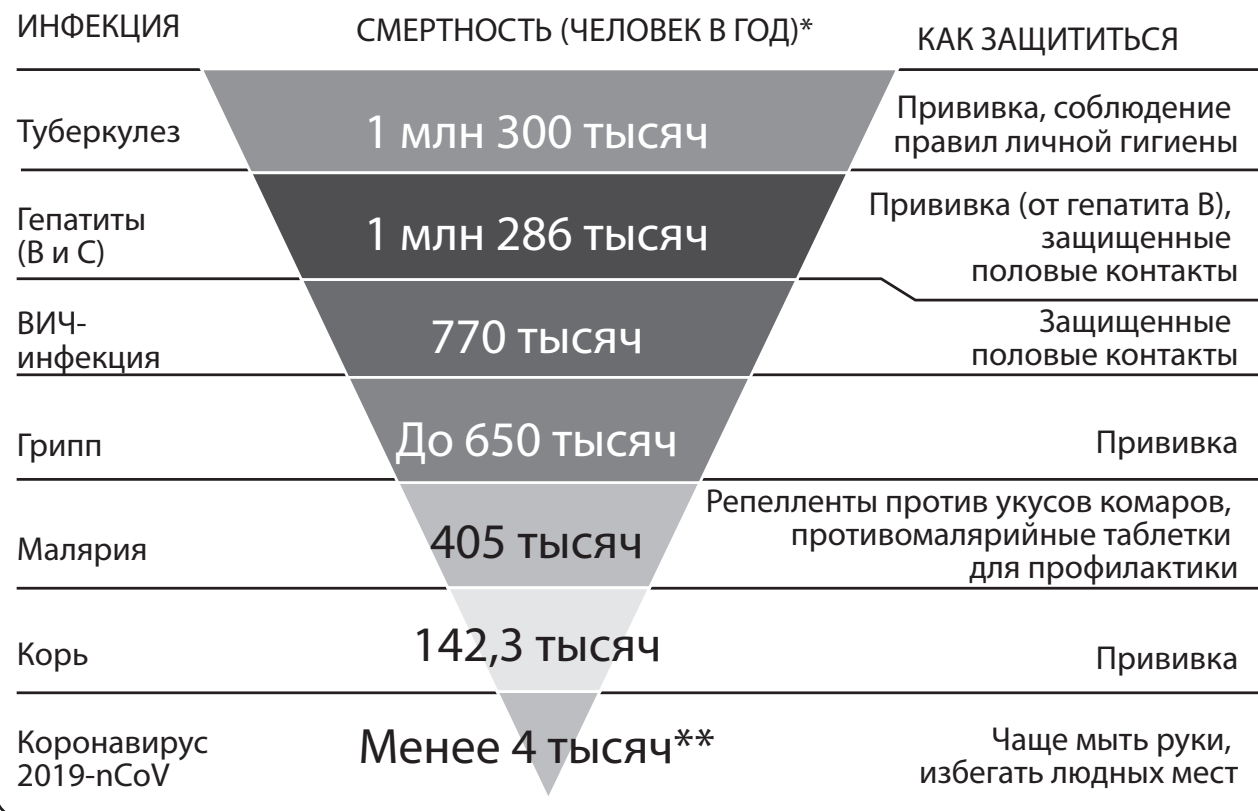 ИНФЕКЦИЯ
СМЕРТНОСТЬ (ЧЕЛОВЕК В ГОД)*
КАК ЗАЩИТИТЬСЯ
Туберкулез
1 млн 300 тысяч
Прививка, соблюдение
правил личной гигиены
Гепатиты
(В и С)
1 млн 286 тысяч
Прививка (от гепатита В),
защищенные
половые контакты
ВИЧ-
инфекция
770 тысяч
Защищенные
половые контакты
Грипп
До 650 тысяч
Прививка
Малярия
405 тысяч
Репелленты против укусов комаров,
противомалярийные таблетки
для профилактики
Корь
142,3 тысяч
Прививка
Коронавирус
2019-nCoV
Менее 4 тысяч**
Чаще мыть руки,
избегать людных мест